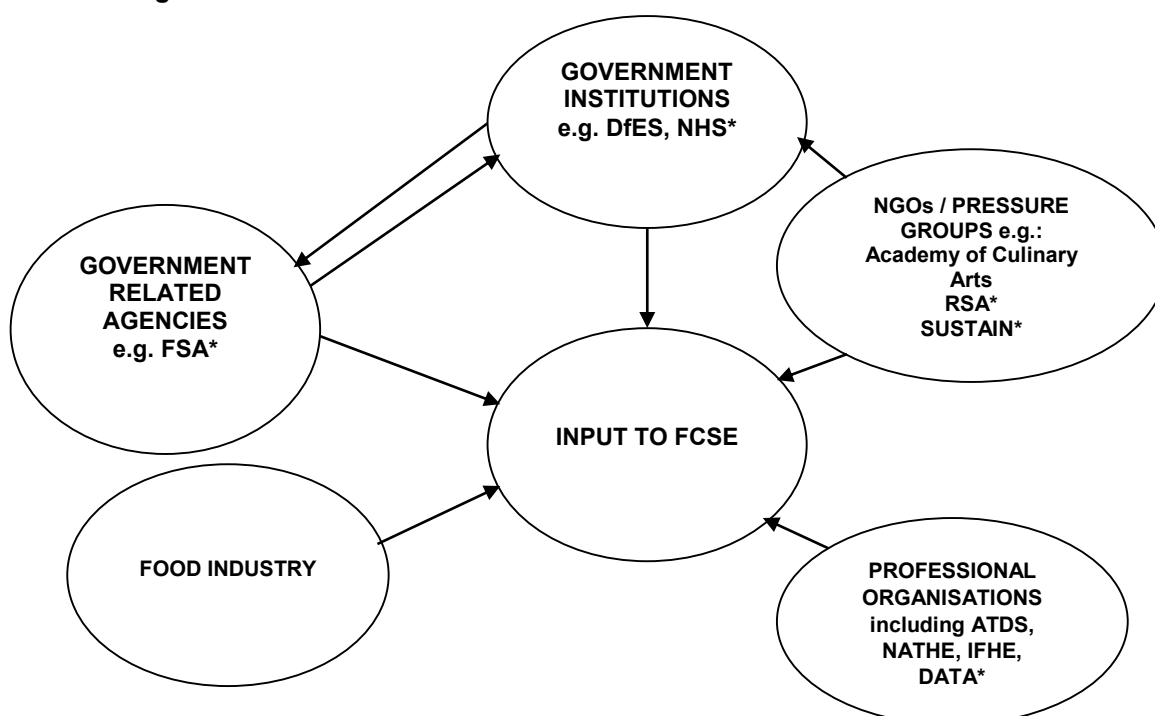 GOVERNMENT
INSTITUTIONS
e.g. DfES, NHS*
NGOs / PRESSURE
GROUPS e.g.:
Academy of Culinary
Arts
RSA*
SUSTAIN*
GOVERNMENT
RELATED
AGENCIES
e.g. FSA*
INPUT TO FCSE
FOOD INDUSTRY
PROFESSIONAL
ORGANISATIONS
including ATDS,
NATHE, IFHE,
DATA*